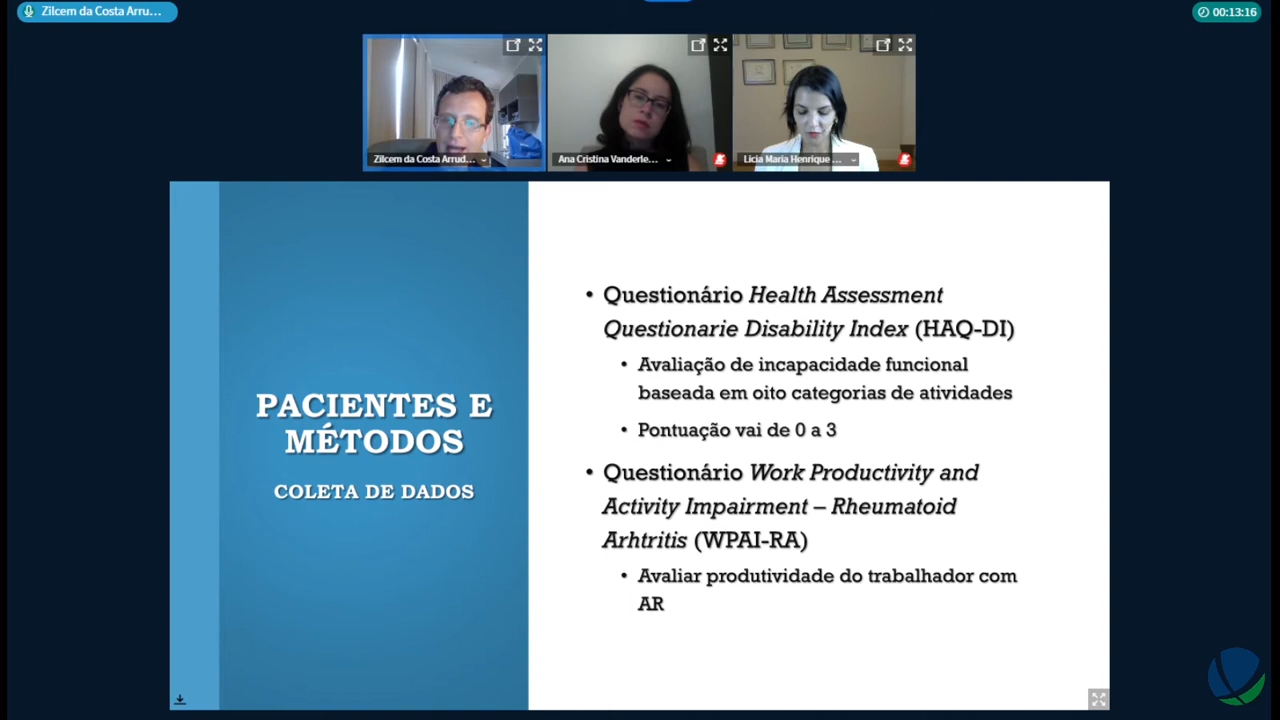 Zilcem da Costa Arru...
00:13:16
Zilcem da Costa Arrud...
Ana Cristina Vanderle...
Licia Maria Henrique ...
PACIENTES E
MÉTODOS
COLETA DE DADOS
• Questionário Health Assessment
Questionarie Disability Index (HAQ-DI)
• Avaliação de incapacidade funcional
baseada em oito categorias de atividades
• Pontuação vai de 0 a 3
• Questionário Work Productivity and
Activity Impairment – Rheumatoid
Arhtritis (WPAI-RA)
• Avaliar produtividade do trabalhador com
AR